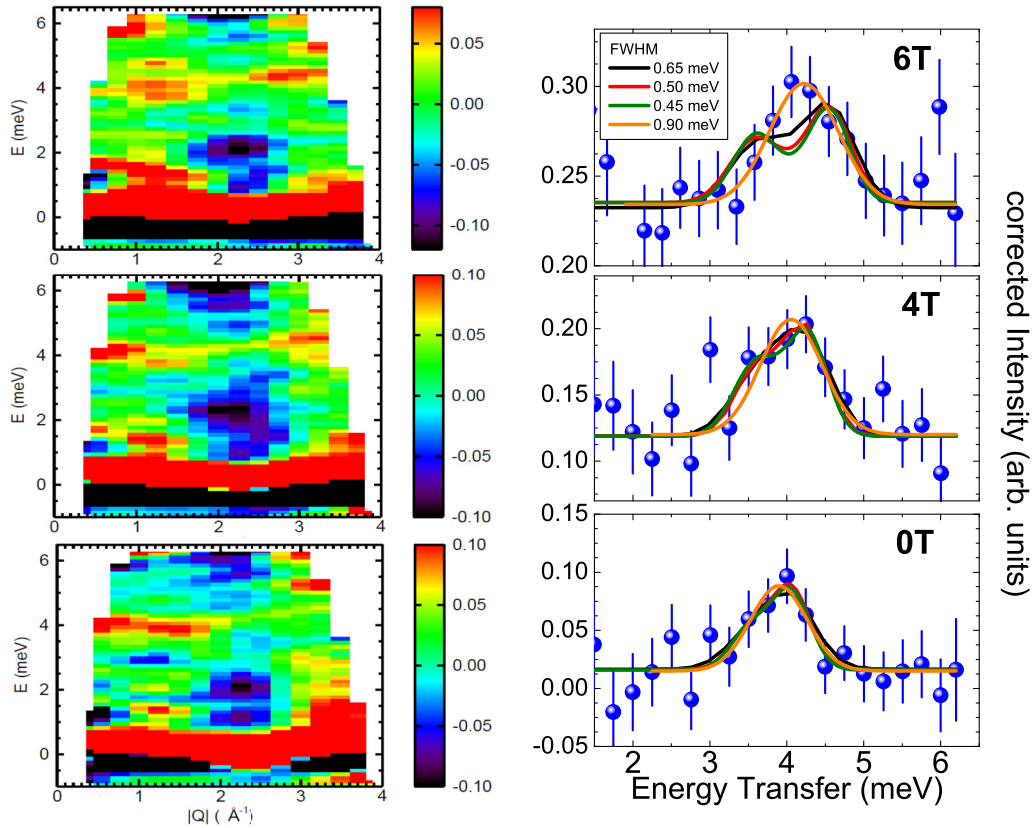 6
4
2
0
E (meV)
0 1 2 3 4
0.05
0.00
-0.05
-0.10
6
4
2
0
E (meV)
0 1 2 3 4
0.10
0.05
0.00
-0.05
-0.10
6
4
2
0
E (meV)
0 1 2 3 4
|Q| ( Å⁻¹)
0.10
0.05
0.00
-0.05
-0.10
FWHM
0.65 meV
0.50 meV
0.45 meV
0.90 meV
6T
0.30
0.25
0.20
4T
0.20
0.15
0.10
0T
0.15
0.10
0.05
0.00
-0.05
2 3 4 5 6
Energy Transfer (meV)
corrected Intensity (arb. units)